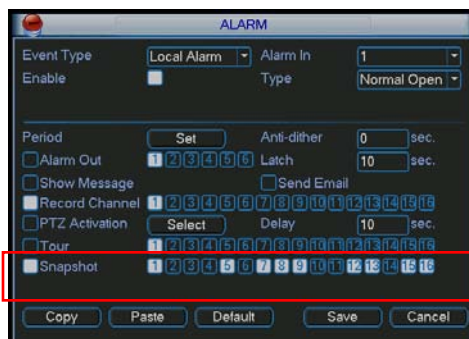 ALARM
Event Type Local Alarm Alarm In 1
Enable Type Normal Open
Period Set Anti-dither 0 sec.
Alarm Out 1 2 3 4 5 6 Latch 10 sec.
Show Message Send Email
Record Channel 1 2 3 4 5 6 7 8 9 10 11 12 13 14 15 16
PTZ Activation Select Delay 10 sec.
Tour 1 2 3 4 5 6 7 8 9 10 11 12 13 14 15 16
Snapshot 1 2 3 4 5 6 7 8 9 10 11 12 13 14 15 16
Copy Paste Default Save Cancel